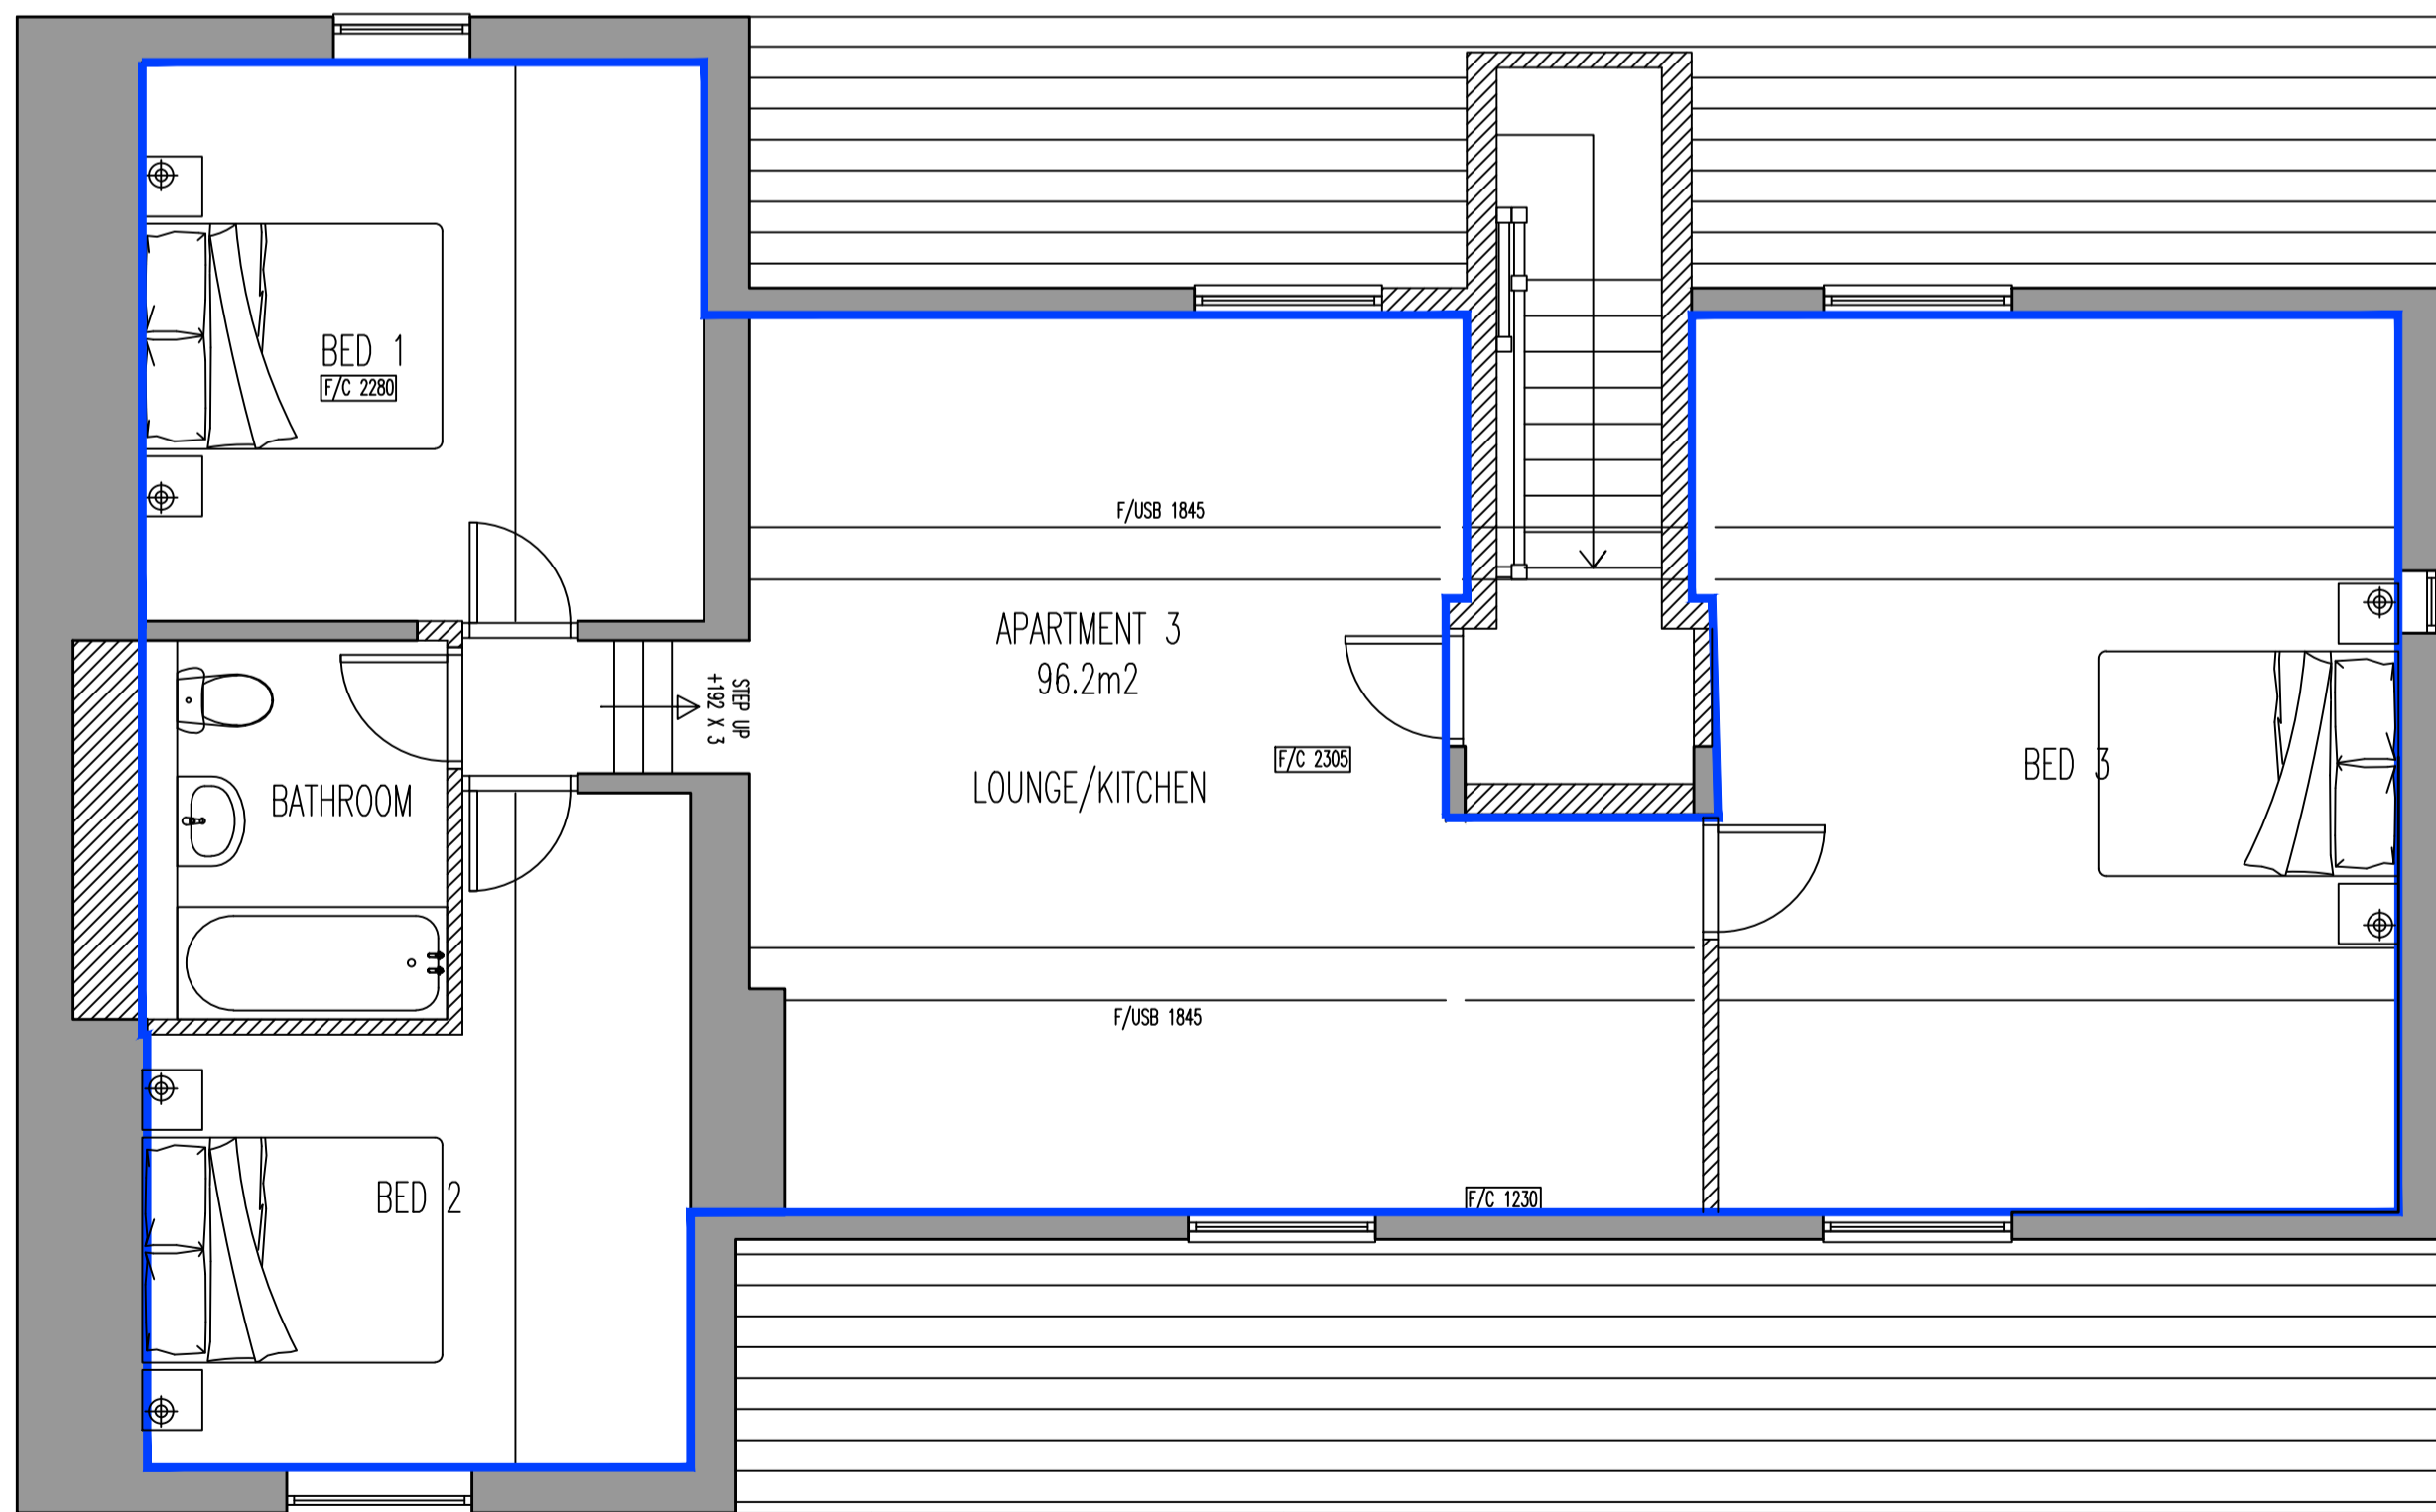 BED 1
F/C 2280
F/USB 1845
APARTMENT 3
96.2m2
STEP UP
+192 X 3
F/C 2305
BED 3
LOUNGE/KITCHEN
BATHROOM
F/USB 1845
BED 2
F/C 1230